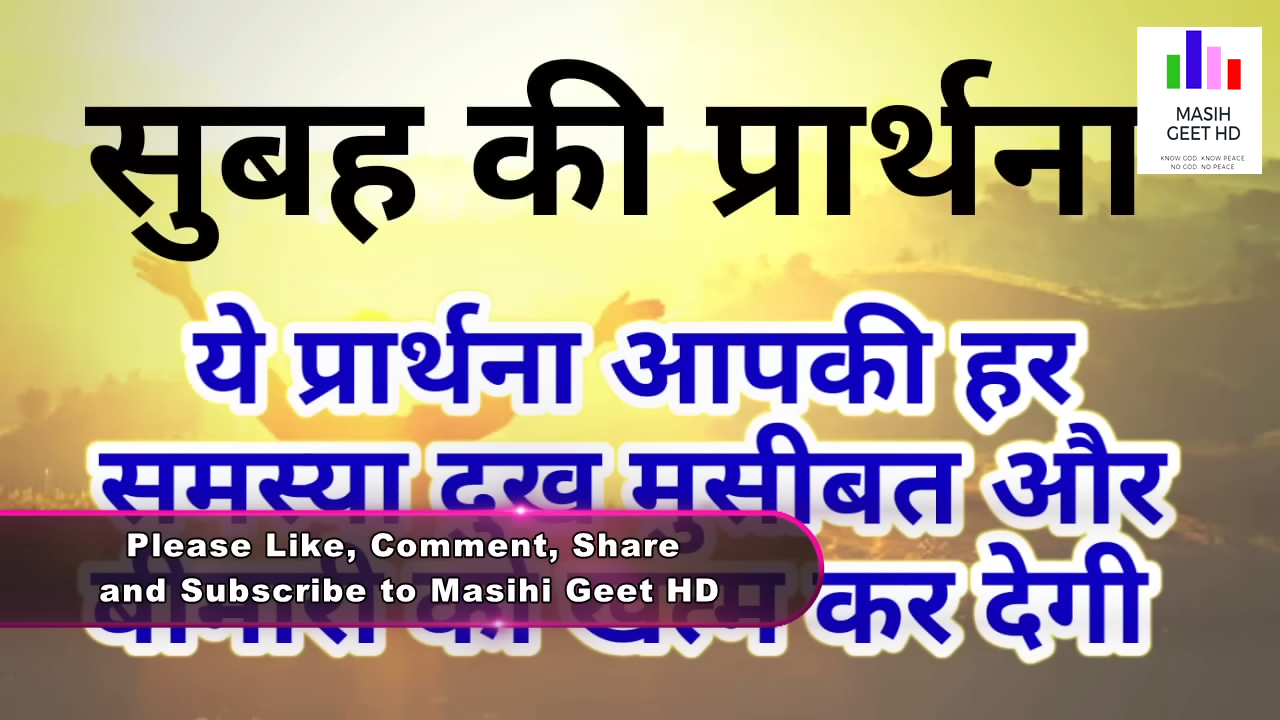 सुबह की प्रार्थना
MASIH
GEET HD
KNOW GOD. KNOW PEACE
NO GOD. NO PEACE
ये प्रार्थना आपकी हर
समस्या दुख मुसीबत और
Please Like, Comment, Share
and Subscribe to Masihi Geet HD
बीमारी को खत्म कर देगी